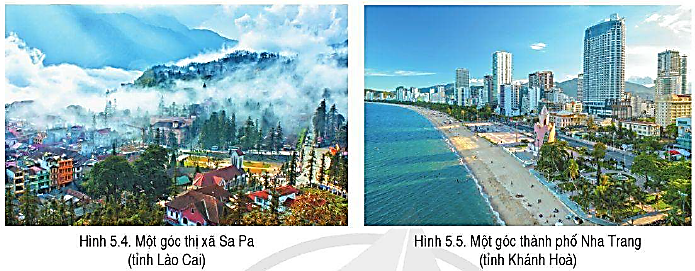 Hình 5.4. Một góc thị xã Sa Pa
(tỉnh Lào Cai)
Hình 5.5. Một góc thành phố Nha Trang
(tỉnh Khánh Hoà)